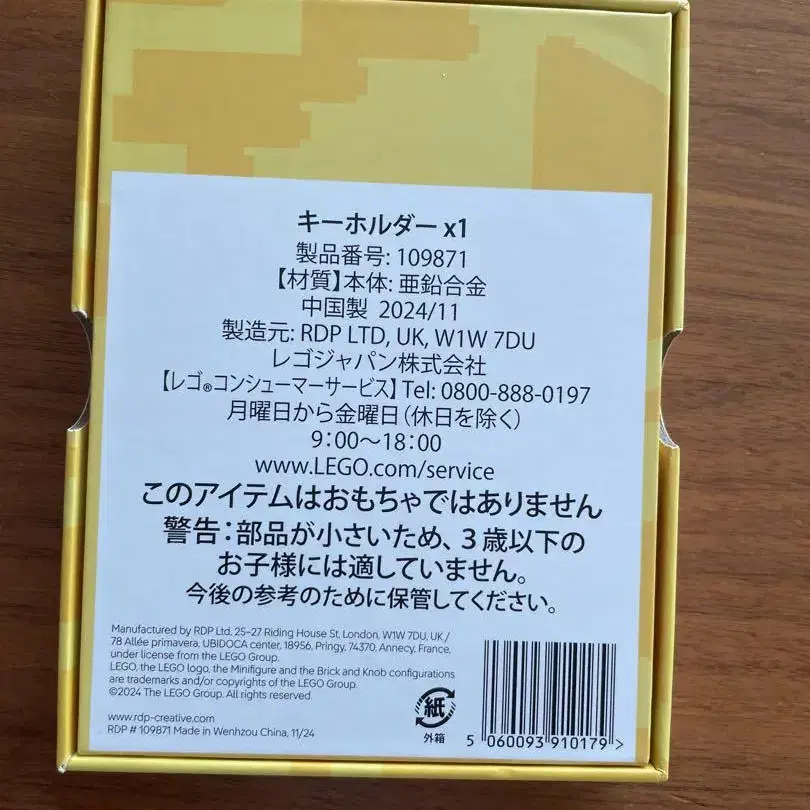 キーホルダー x1
製品番号: 109871
【材質】本体: 亜鉛合金
中国製 2024/11
製造元: RDP LTD, UK, W1W 7DU
レゴジャパン株式会社
【レゴ®コンシューマーサービス】Tel: 0800-888-0197
月曜日から金曜日(休日を除く)
9:00〜18:00
www.LEGO.com/service
このアイテムはおもちゃではありません
警告:部品が小さいため、3歳以下の
お子様には適していません。
今後の参考のために保管してください。
Manufactured by RDP Ltd. 25-27 Riding House St, London, W1W 7DU, UK /
78 Allée primavera, UBIDOCA center, 18956, Pringy, 74370, Annecy, France,
under license from the LEGO Group.
LEGO, the LEGO logo, the Minifigure and the Brick and Knob configurations
are trademarks and/or copyrights of the LEGO Group.
©2024 The LEGO Group. All rights reserved.
www.rdp-creative.com
RDP # 109871 Made in Wenhzou China, 11/24
紙
外箱
5 060093 910179 >